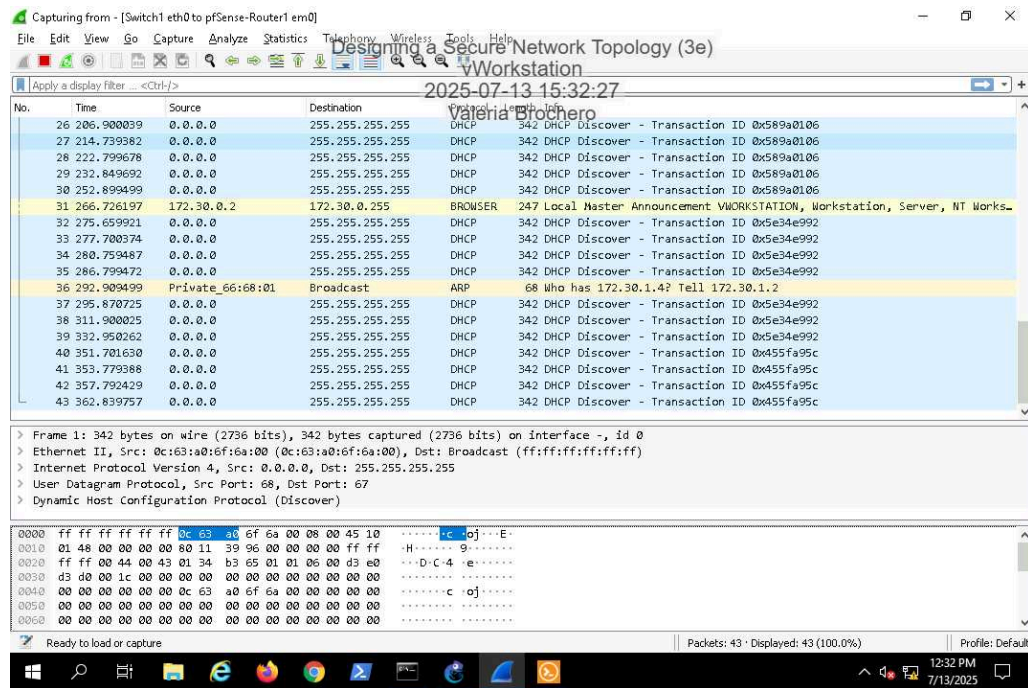 Capturing from - [Switch1 eth0 to pfSense-Router1 em0]
File Edit View Go Capture Analyze Statistics Telephony Wireless Tools Help
Designing a Secure Network Topology (3e)
vWorkstation
2025-07-13 15:32:27
Valeria Brochero
Apply a display filter ... <Ctrl-/>
No. Time Source Destination Protocol Length Info
26 206.900039 0.0.0.0 255.255.255.255 DHCP 342 DHCP Discover - Transaction ID 0x589a0106
27 214.739382 0.0.0.0 255.255.255.255 DHCP 342 DHCP Discover - Transaction ID 0x589a0106
28 222.799678 0.0.0.0 255.255.255.255 DHCP 342 DHCP Discover - Transaction ID 0x589a0106
29 232.849692 0.0.0.0 255.255.255.255 DHCP 342 DHCP Discover - Transaction ID 0x589a0106
30 252.899499 0.0.0.0 255.255.255.255 DHCP 342 DHCP Discover - Transaction ID 0x589a0106
31 266.726197 172.30.0.2 172.30.0.255 BROWSER 247 Local Master Announcement VWORKSTATION, Workstation, Server, NT Works…
32 275.659921 0.0.0.0 255.255.255.255 DHCP 342 DHCP Discover - Transaction ID 0x5e34e992
33 277.700374 0.0.0.0 255.255.255.255 DHCP 342 DHCP Discover - Transaction ID 0x5e34e992
34 280.759487 0.0.0.0 255.255.255.255 DHCP 342 DHCP Discover - Transaction ID 0x5e34e992
35 286.799472 0.0.0.0 255.255.255.255 DHCP 342 DHCP Discover - Transaction ID 0x5e34e992
36 292.909499 Private_66:68:01 Broadcast ARP 68 Who has 172.30.1.4? Tell 172.30.1.2
37 295.870725 0.0.0.0 255.255.255.255 DHCP 342 DHCP Discover - Transaction ID 0x5e34e992
38 311.900025 0.0.0.0 255.255.255.255 DHCP 342 DHCP Discover - Transaction ID 0x5e34e992
39 332.950262 0.0.0.0 255.255.255.255 DHCP 342 DHCP Discover - Transaction ID 0x5e34e992
40 351.701630 0.0.0.0 255.255.255.255 DHCP 342 DHCP Discover - Transaction ID 0x455fa95c
41 353.779388 0.0.0.0 255.255.255.255 DHCP 342 DHCP Discover - Transaction ID 0x455fa95c
42 357.792429 0.0.0.0 255.255.255.255 DHCP 342 DHCP Discover - Transaction ID 0x455fa95c
43 362.839757 0.0.0.0 255.255.255.255 DHCP 342 DHCP Discover - Transaction ID 0x455fa95c
> Frame 1: 342 bytes on wire (2736 bits), 342 bytes captured (2736 bits) on interface -, id 0
> Ethernet II, Src: 0c:63:a0:6f:6a:00 (0c:63:a0:6f:6a:00), Dst: Broadcast (ff:ff:ff:ff:ff:ff)
> Internet Protocol Version 4, Src: 0.0.0.0, Dst: 255.255.255.255
> User Datagram Protocol, Src Port: 68, Dst Port: 67
> Dynamic Host Configuration Protocol (Discover)
0000 ff ff ff ff ff ff 0c 63 a0 6f 6a 00 08 00 45 10 ·······c ·oj···E·
0010 01 48 00 00 00 00 80 11 39 96 00 00 00 00 ff ff ·H······ 9·······
0020 ff ff 00 44 00 43 01 34 b3 65 01 01 06 00 d3 e0 ···D·C·4 ·e······
0030 d3 d0 00 1c 00 00 00 00 00 00 00 00 00 00 00 00 ········ ········
0040 00 00 00 00 00 00 0c 63 a0 6f 6a 00 00 00 00 00 ·······c ·oj·····
0050 00 00 00 00 00 00 00 00 00 00 00 00 00 00 00 00 ········ ········
0060 00 00 00 00 00 00 00 00 00 00 00 00 00 00 00 00 ········ ········
Ready to load or capture Packets: 43 · Displayed: 43 (100.0%) Profile: Default
12:32 PM
7/13/2025